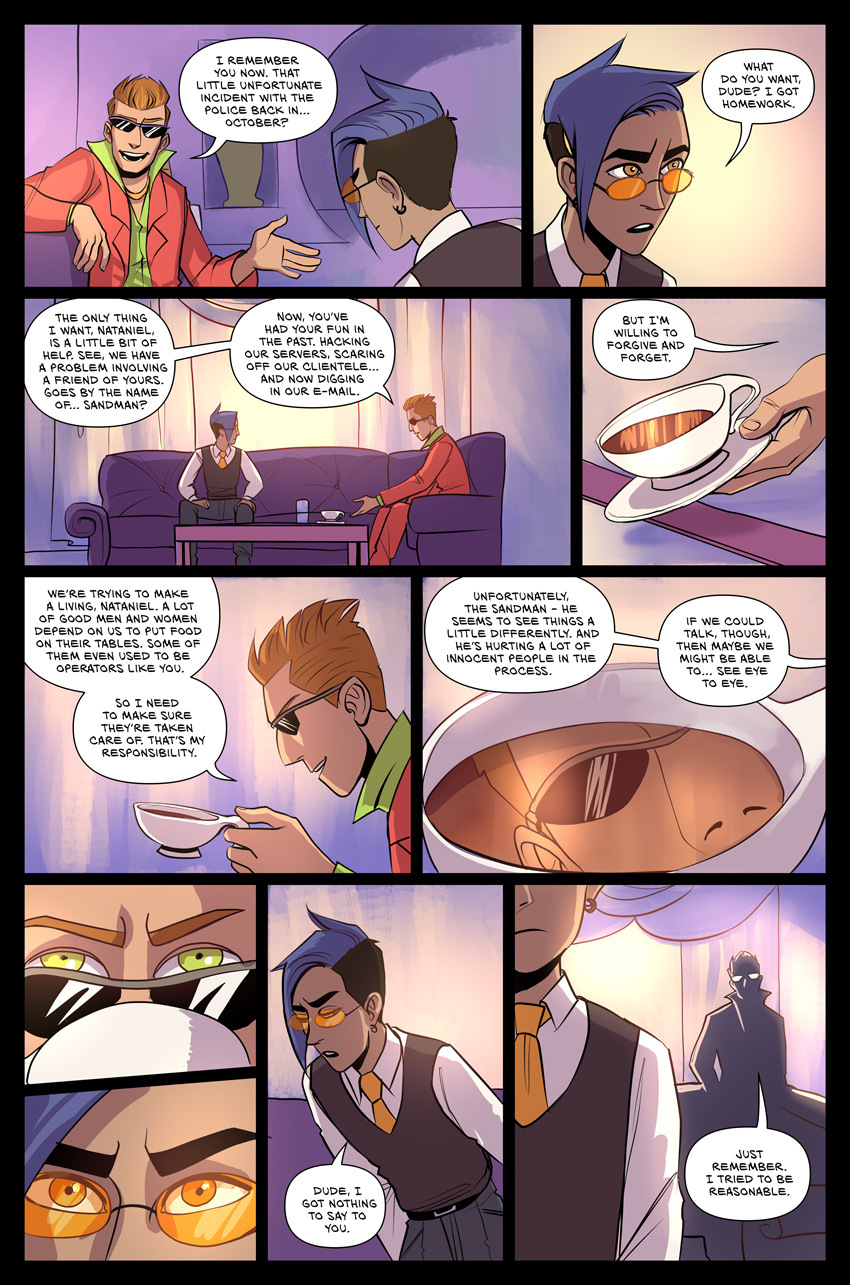 I REMEMBER
YOU NOW. THAT
LITTLE UNFORTUNATE
INCIDENT WITH THE
POLICE BACK IN...
OCTOBER?
WHAT
DO YOU WANT,
DUDE? I GOT
HOMEWORK.
THE ONLY THING
I WANT, NATANIEL,
IS A LITTLE BIT OF
HELP. SEE, WE HAVE
A PROBLEM INVOLVING
A FRIEND OF YOURS.
GOES BY THE NAME
OF... SANDMAN?
NOW, YOU'VE
HAD YOUR FUN IN
THE PAST. HACKING
OUR SERVERS, SCARING
OFF OUR CLIENTELE...
AND NOW DIGGING
IN OUR E-MAIL.
BUT I'M
WILLING TO
FORGIVE AND
FORGET.
WE'RE TRYING TO MAKE
A LIVING, NATANIEL. A LOT
OF GOOD MEN AND WOMEN
DEPEND ON US TO PUT FOOD
ON THEIR TABLES. SOME OF
THEM EVEN USED TO BE
OPERATORS LIKE YOU.
SO I NEED
TO MAKE SURE
THEY'RE TAKEN
CARE OF. THAT'S MY
RESPONSIBILITY.
UNFORTUNATELY,
THE SANDMAN - HE
SEEMS TO SEE THINGS A
LITTLE DIFFERENTLY. AND
HE'S HURTING A LOT OF
INNOCENT PEOPLE IN THE
PROCESS.
IF WE COULD
TALK, THOUGH,
THEN MAYBE WE
MIGHT BE ABLE
TO... SEE EYE
TO EYE.
DUDE, I
GOT NOTHING
TO SAY TO
YOU.
JUST
REMEMBER.
I TRIED TO BE
REASONABLE.